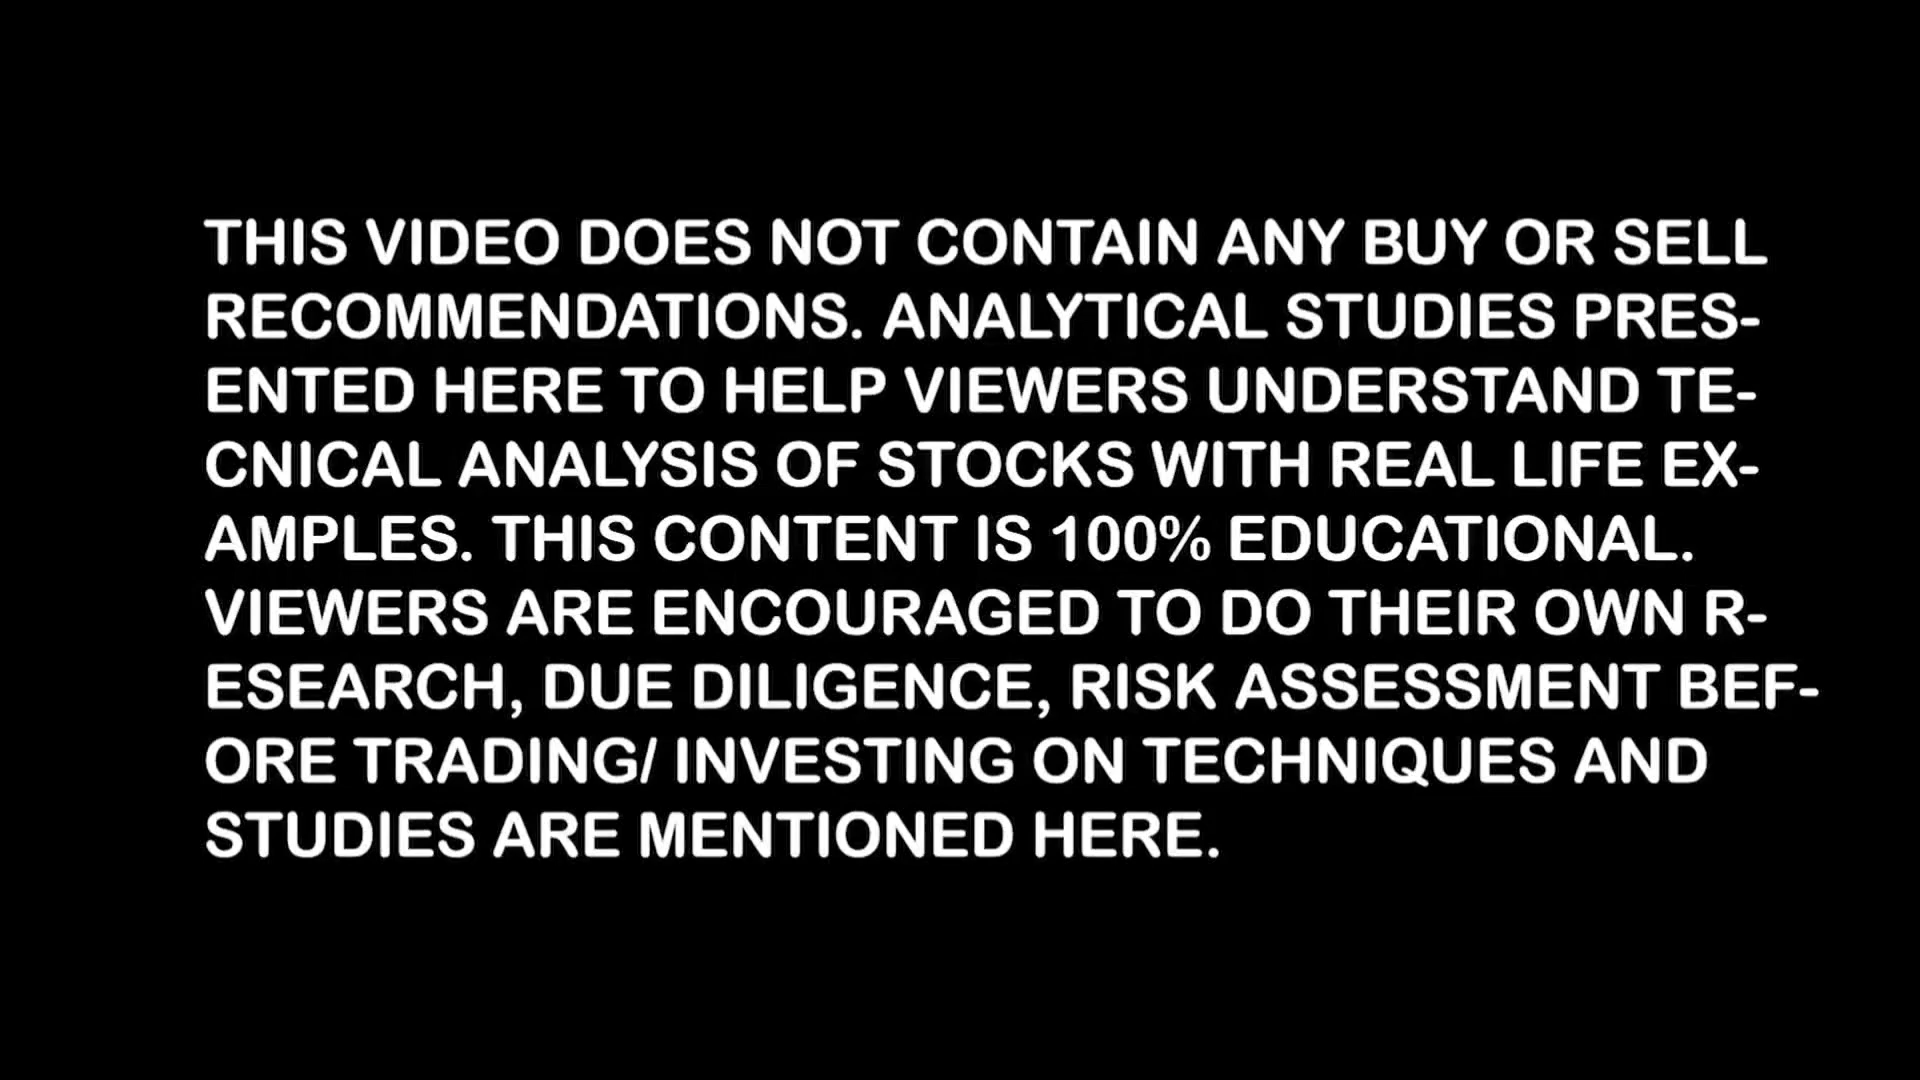 THIS VIDEO DOES NOT CONTAIN ANY BUY OR SELL
RECOMMENDATIONS. ANALYTICAL STUDIES PRES-
ENTED HERE TO HELP VIEWERS UNDERSTAND TE-
CNICAL ANALYSIS OF STOCKS WITH REAL LIFE EX-
AMPLES. THIS CONTENT IS 100% EDUCATIONAL.
VIEWERS ARE ENCOURAGED TO DO THEIR OWN R-
ESEARCH, DUE DILIGENCE, RISK ASSESSMENT BEF-
ORE TRADING/ INVESTING ON TECHNIQUES AND
STUDIES ARE MENTIONED HERE.